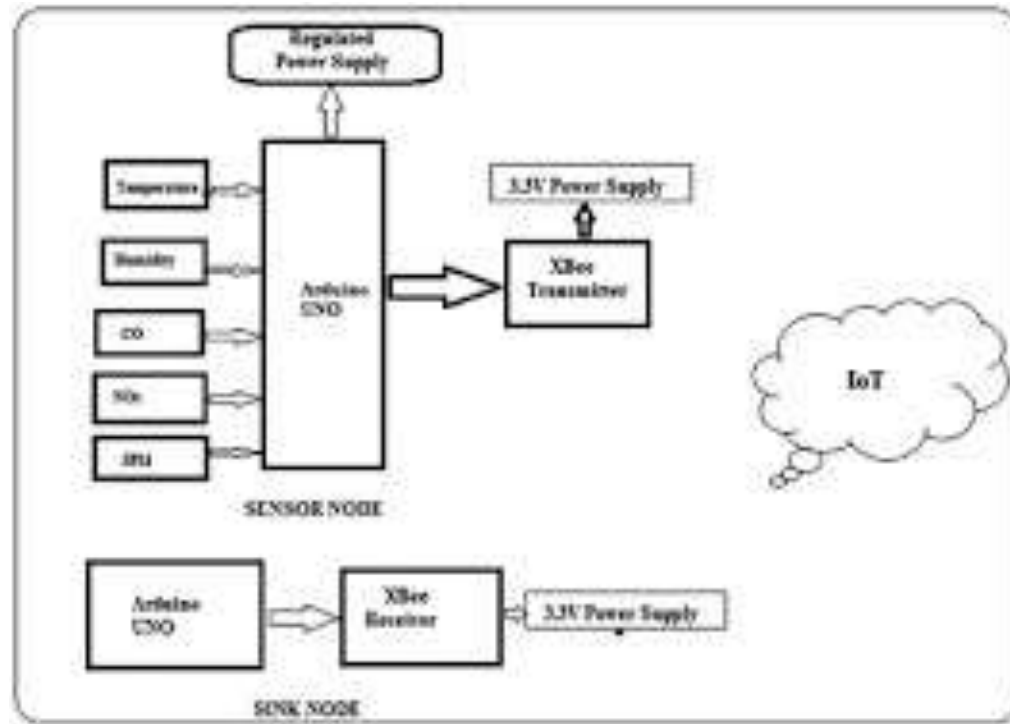 Regulated
Power Supply
Temperature
3.3V Power Supply
Humidity
XBee
Transmitter
Arduino
UNO
CO
IoT
SENSOR NODE
Arduino
UNO
XBee
Receiver
3.3V Power Supply
SINK NODE